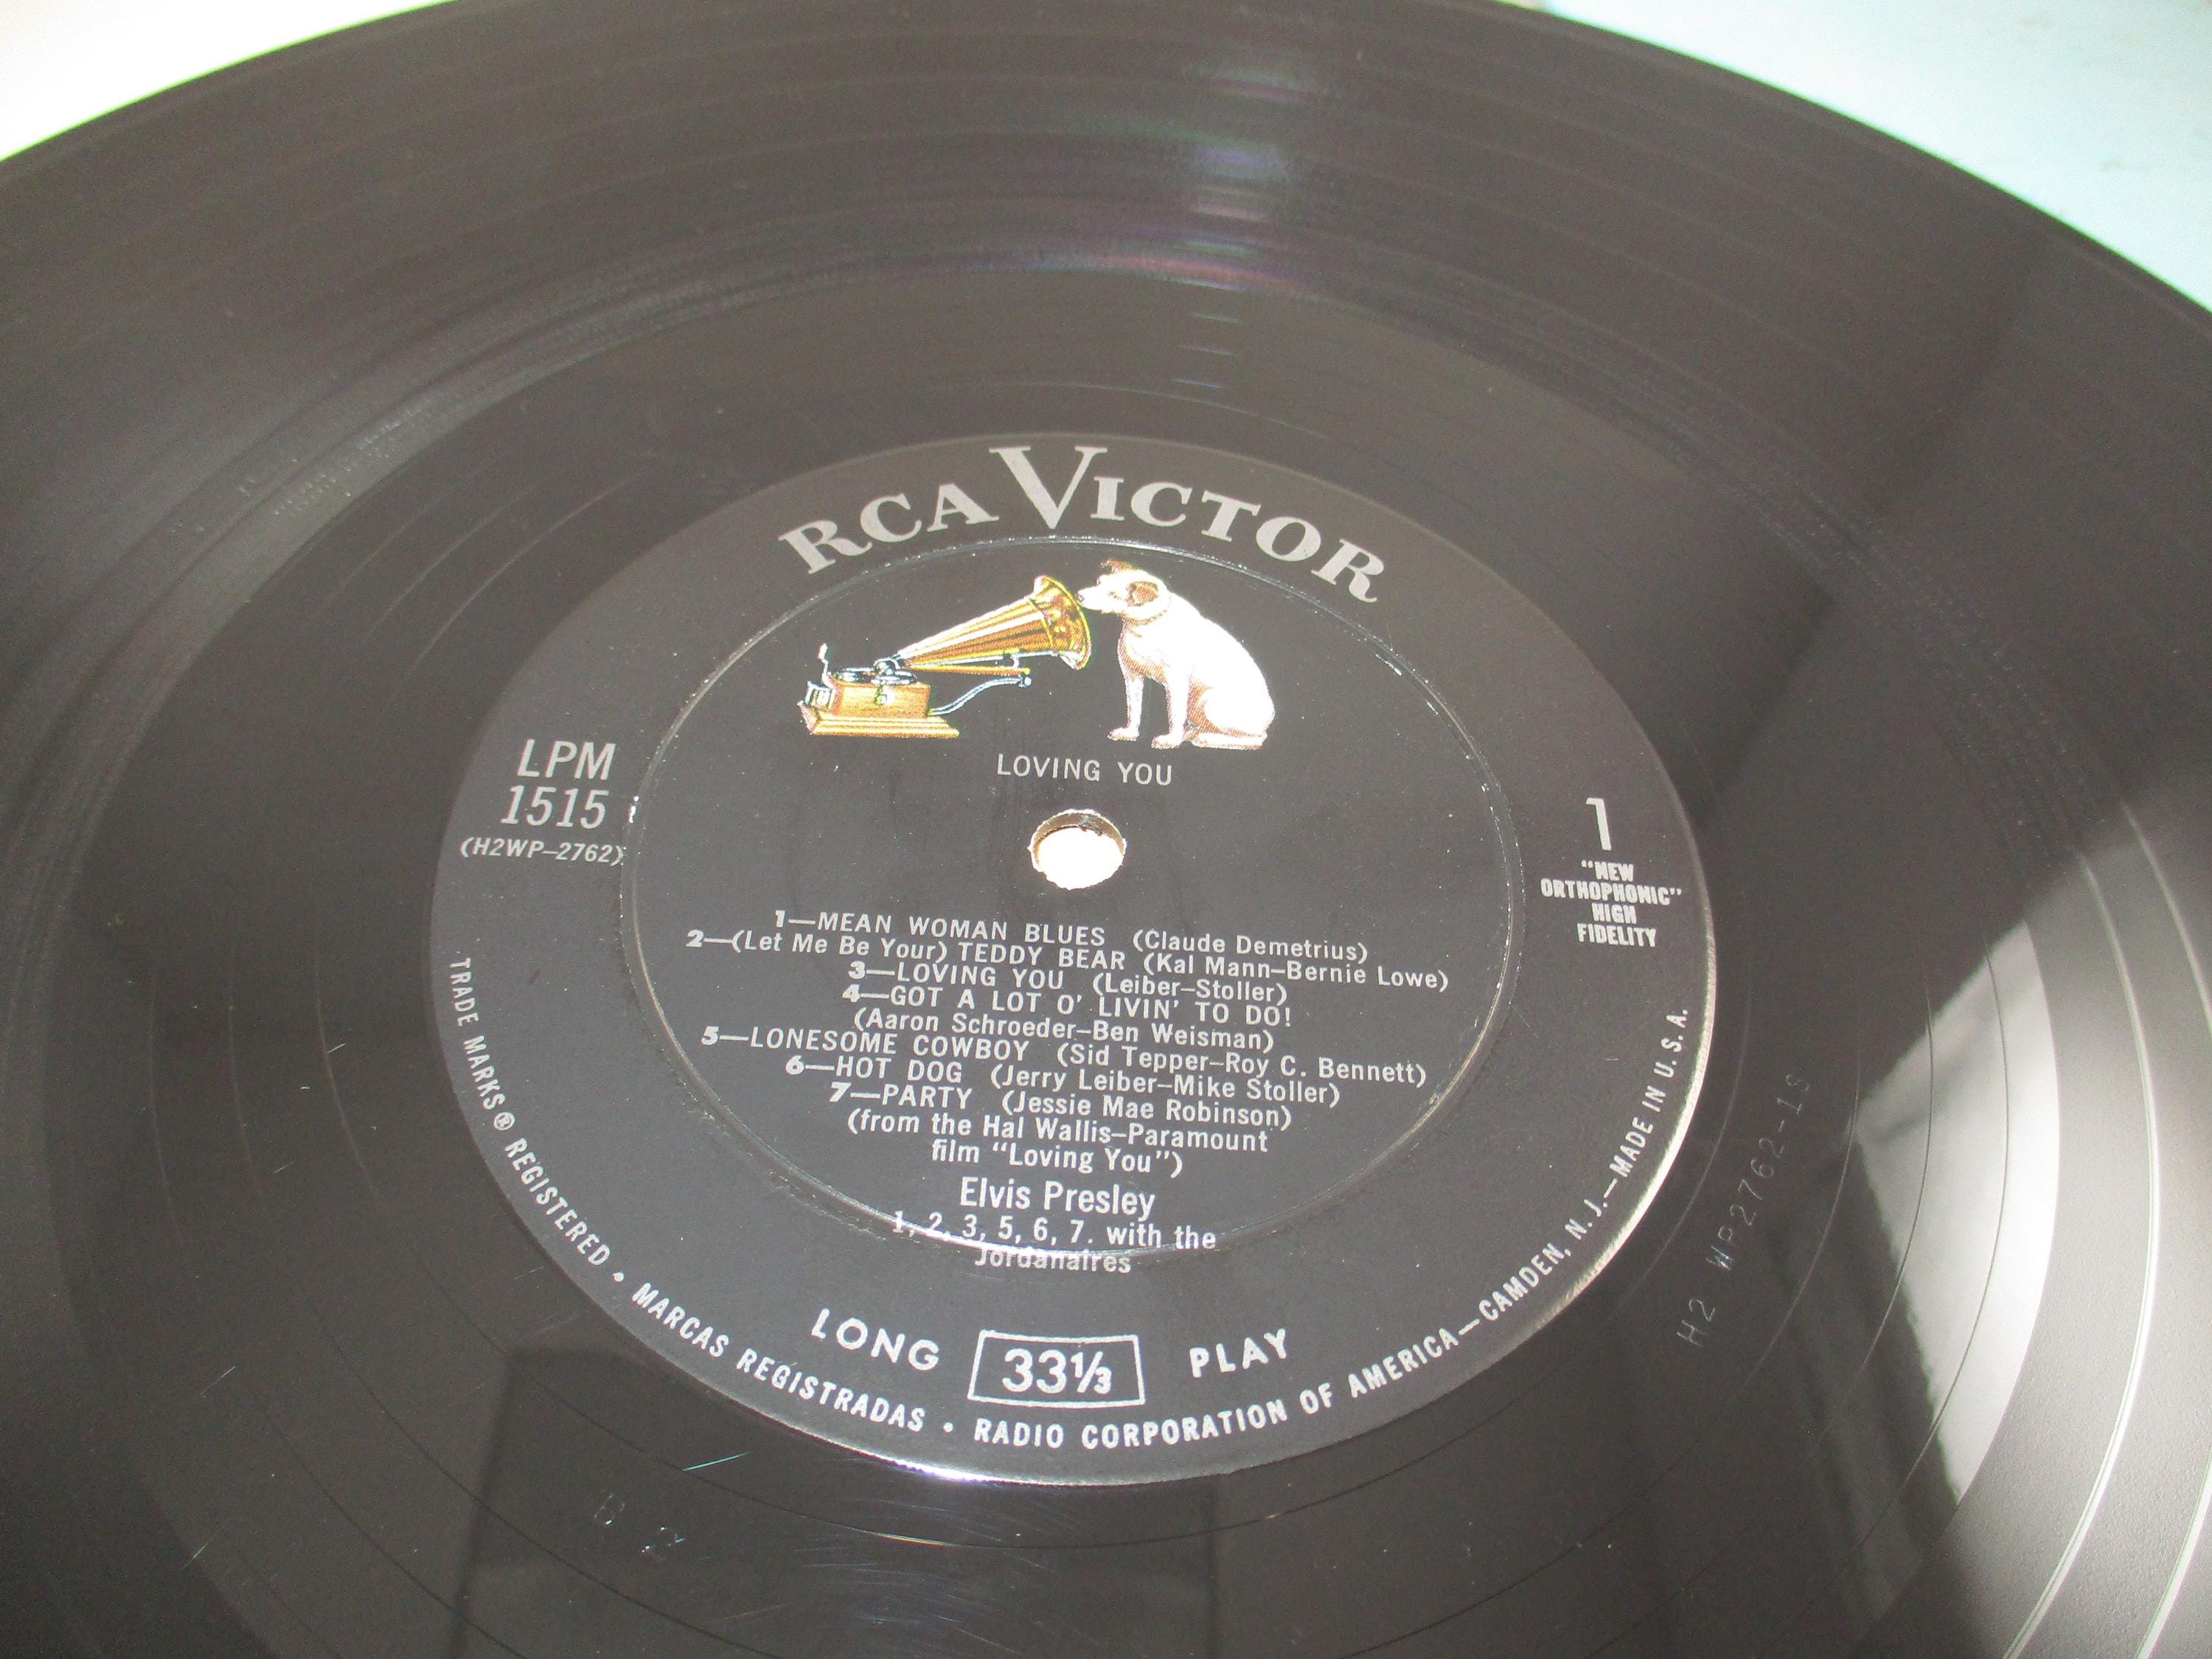 RCA VICTOR
LOVING YOU
LPM
1515
(H2WP–2762)
1
"NEW
ORTHOPHONIC"
HIGH
FIDELITY
1—MEAN WOMAN BLUES (Claude Demetrius)
2—(Let Me Be Your) TEDDY BEAR (Kal Mann–Bernie Lowe)
3—LOVING YOU (Leiber–Stoller)
4—GOT A LOT O' LIVIN' TO DO!
(Aaron Schroeder–Ben Weisman)
5—LONESOME COWBOY (Sid Tepper–Roy C. Bennett)
6—HOT DOG (Jerry Leiber–Mike Stoller)
7—PARTY (Jessie Mae Robinson)
(from the Hal Wallis–Paramount
film "Loving You")
Elvis Presley
1, 2, 3, 5, 6, 7. with the
Jordanaires
LONG 33⅓ PLAY
TRADE MARKS® REGISTERED • MARCAS REGISTRADAS • RADIO CORPORATION OF AMERICA—CAMDEN, N. J.—MADE IN U. S. A.
H2 WP2762-1S
B 2